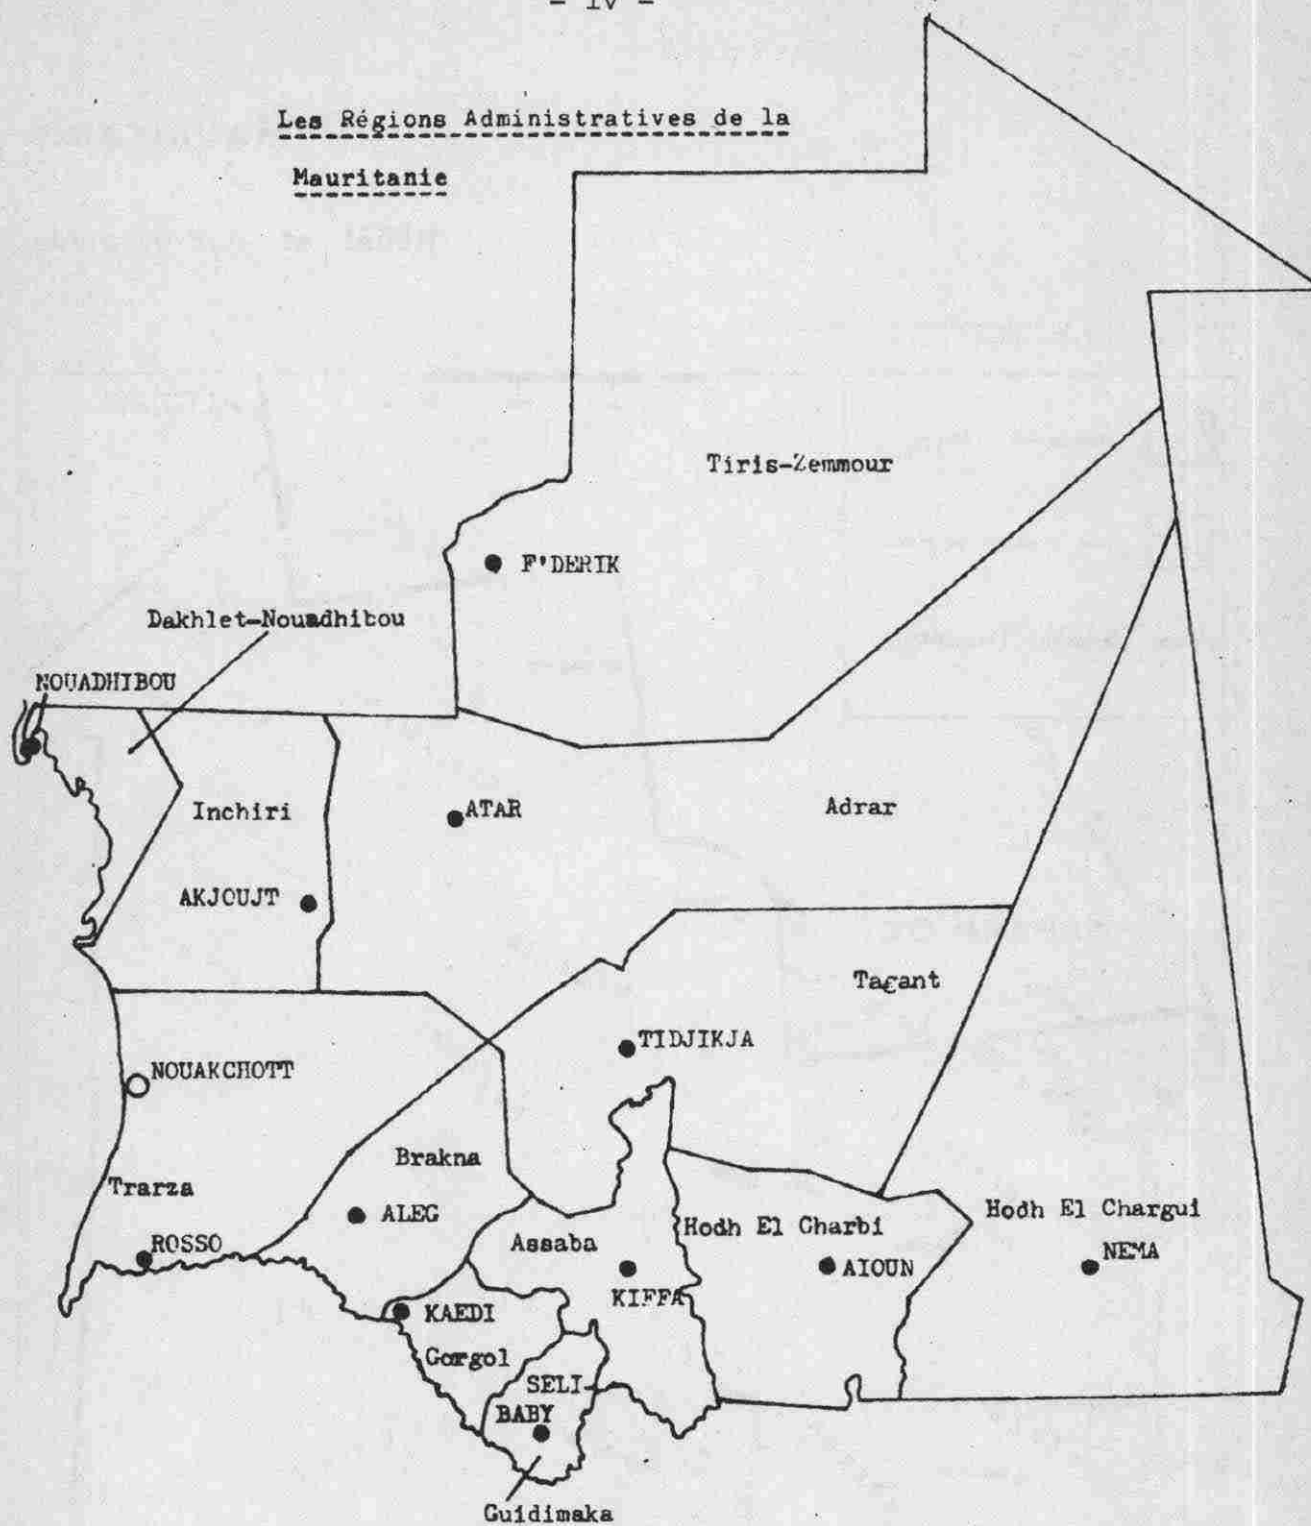 - iv -
Les Régions Administratives de la
Mauritanie
Tiris-Zemmour
F'DERIK
Dakhlet-Nouadhibou
NOUADHIBOU
Inchiri
ATAR
Adrar
AKJOUJT
Tagant
TIDJIKJA
NOUAKCHOTT
Brakna
Trarza
ALEG
Hodh El Chargui
Hodh El Charbi
ROSSO
Assaba
NEMA
AIOUN
KIFFA
KAEDI
Gorgol
SELI-
BABY
Guidimaka